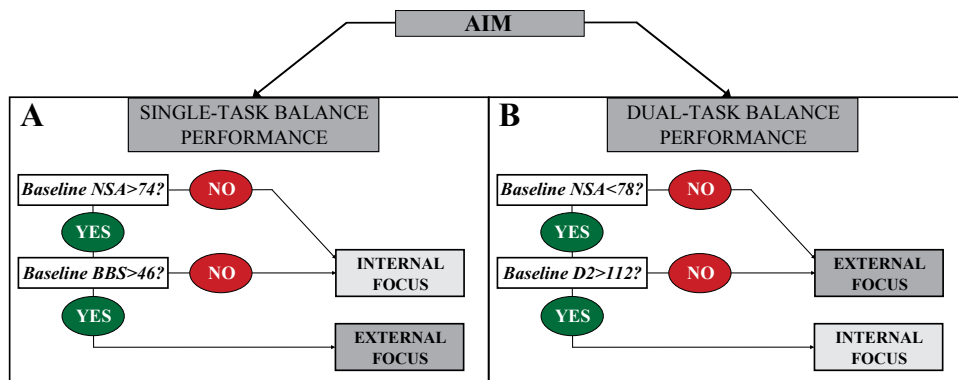 AIM
A
SINGLE-TASK BALANCE
PERFORMANCE
Baseline NSA>74?
NO
YES
Baseline BBS>46?
NO
INTERNAL
FOCUS
YES
EXTERNAL
FOCUS
B
DUAL-TASK BALANCE
PERFORMANCE
Baseline NSA<78?
NO
YES
Baseline D2>112?
NO
EXTERNAL
FOCUS
YES
INTERNAL
FOCUS